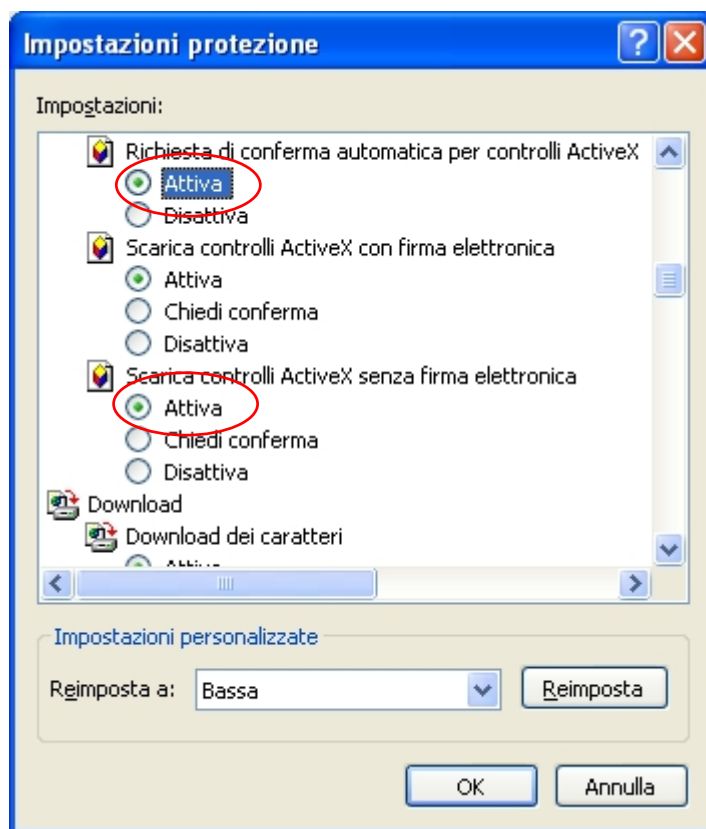 Impostazioni protezione
Impostazioni:
Richiesta di conferma automatica per controlli ActiveX
Attiva
Disattiva
Scarica controlli ActiveX con firma elettronica
Attiva
Chiedi conferma
Disattiva
Scarica controlli ActiveX senza firma elettronica
Attiva
Chiedi conferma
Disattiva
Download
Download dei caratteri
Attiva
Impostazioni personalizzate
Reimposta a: Bassa Reimposta
OK Annulla